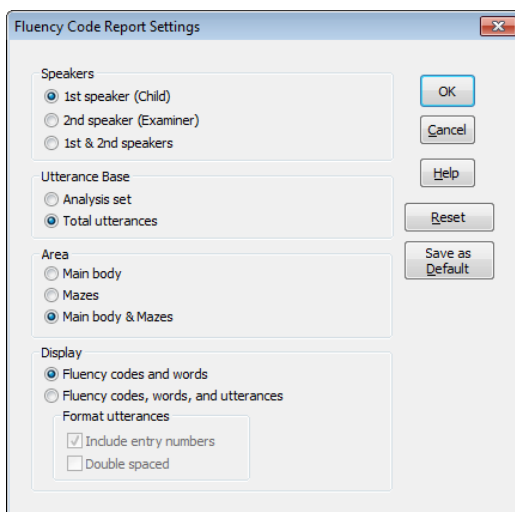 Fluency Code Report Settings
Speakers
1st speaker (Child)
2nd speaker (Examiner)
1st & 2nd speakers
OK
Cancel
Help
Utterance Base
Analysis set
Total utterances
Reset
Save as
Default
Area
Main body
Mazes
Main body & Mazes
Display
Fluency codes and words
Fluency codes, words, and utterances
Format utterances
Include entry numbers
Double spaced